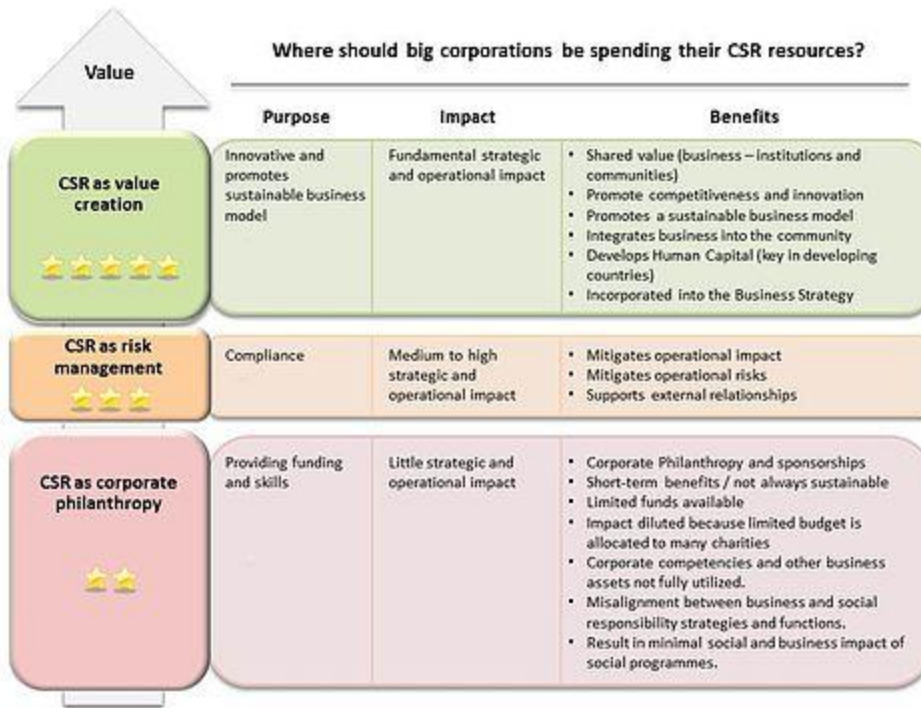 Where should big corporations be spending their CSR resources?
Value
Purpose
Impact
Benefits
CSR as value
creation
Innovative and
promotes
sustainable business
model
Fundamental strategic
and operational impact
• Shared value (business – institutions and
communities)
• Promote competitiveness and innovation
• Promotes a sustainable business model
• Integrates business into the community
• Develops Human Capital (key in developing
countries)
• Incorporated into the Business Strategy
CSR as risk
management
Compliance
Medium to high
strategic and
operational impact
• Mitigates operational impact
• Mitigates operational risks
• Supports external relationships
CSR as corporate
philanthropy
Providing funding
and skills
Little strategic and
operational impact
• Corporate Philanthropy and sponsorships
• Short-term benefits / not always sustainable
• Limited funds available
• Impact diluted because limited budget is
allocated to many charities
• Corporate competencies and other business
assets not fully utilized.
• Misalignment between business and social
responsibility strategies and functions.
• Result in minimal social and business impact of
social programmes.